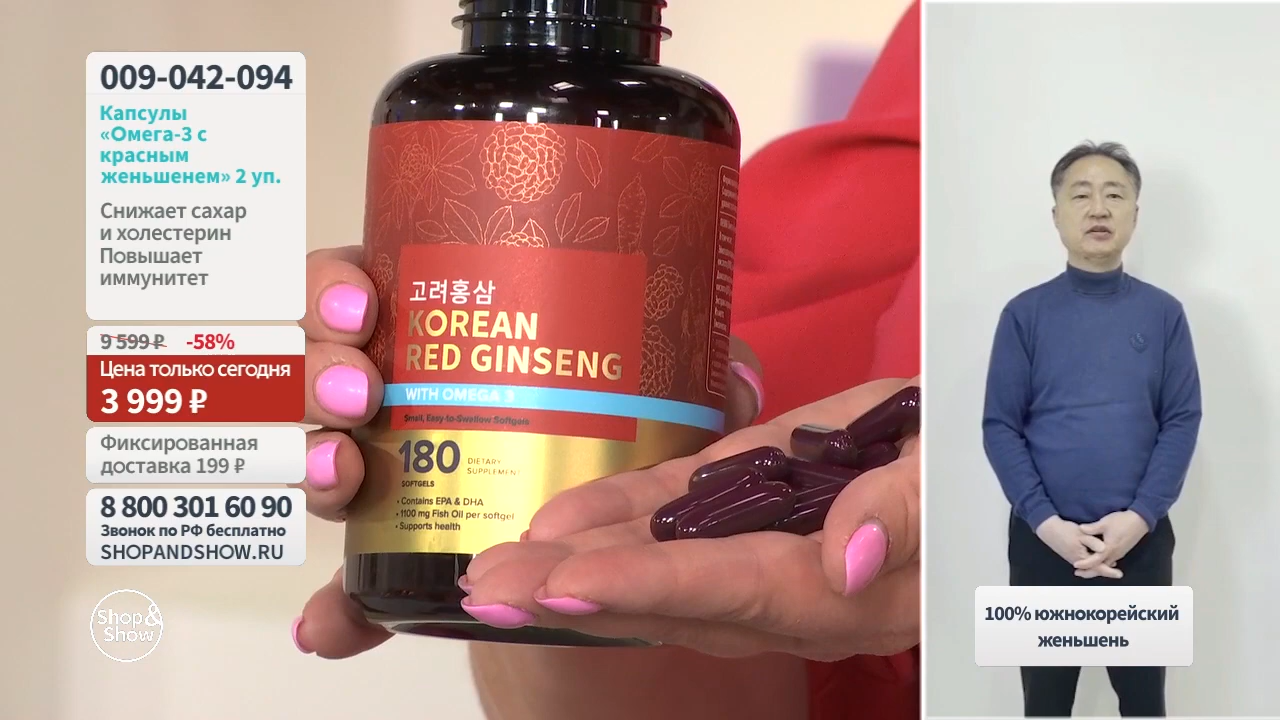 009-042-094
Капсулы
«Омега-3 с
красным
женьшенем» 2 уп.
Снижает сахар
и холестерин
Повышает
иммунитет
9 599 ₽ -58%
Цена только сегодня
3 999 ₽
Фиксированная
доставка 199 ₽
8 800 301 60 90
Звонок по РФ бесплатно
SHOPANDSHOW.RU
Shop&
Show
고려홍삼
KOREAN
RED GINSENG
WITH OMEGA 3
Small, Easy-to-Swallow Softgels
180
DIETARY
SUPPLEMENT
SOFTGELS
• Contains EPA & DHA
• 1100 mg Fish Oil per softgel
• Supports health
100% южнокорейский
женьшень